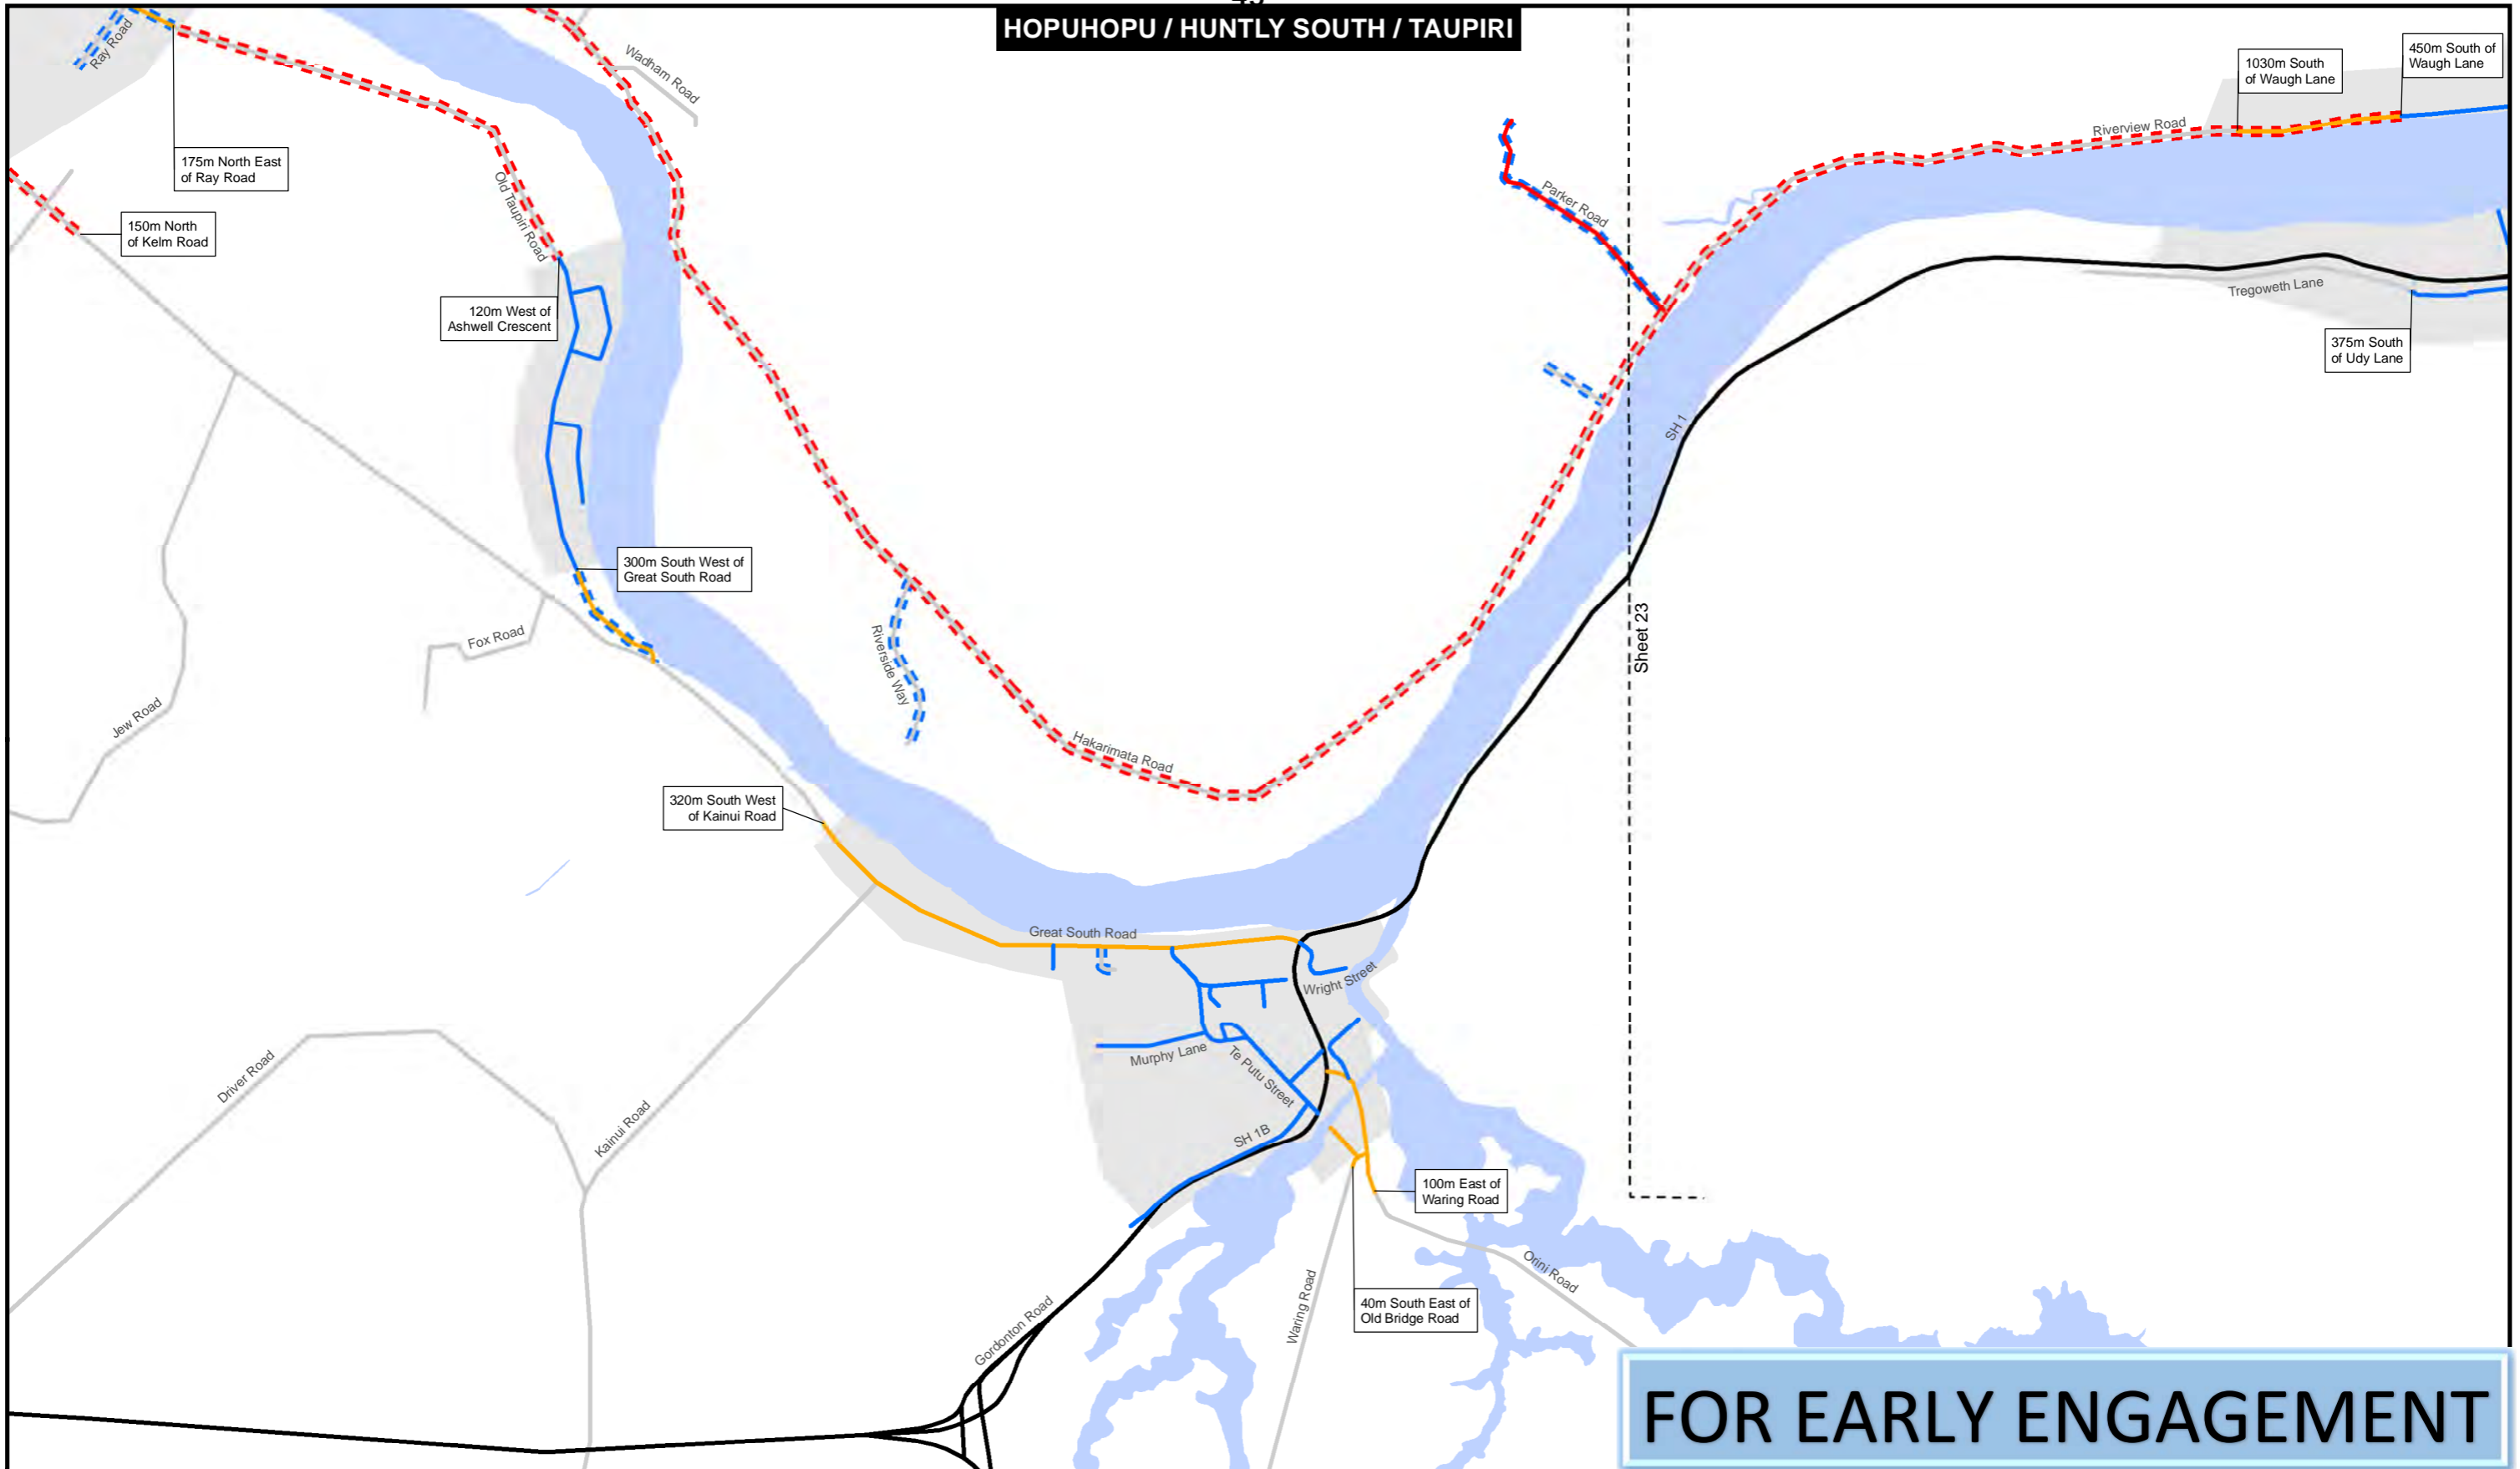 HOPUHOPU / HUNTLY SOUTH / TAUPIRI
Ray Road
Wadham Road
450m South of
Waugh Lane
1030m South
of Waugh Lane
Riverview Road
175m North East
of Ray Road
Old Taupiri Road
Parker Road
150m North
of Kelm Road
120m West of
Ashwell Crescent
Tregoweth Lane
375m South
of Udy Lane
SH 1
300m South West of
Great South Road
Fox Road
Riverside Way
Sheet 23
Jew Road
Hakarimata Road
320m South West
of Kainui Road
Great South Road
Wright Street
Murphy Lane
Te Putu Street
Driver Road
Kainui Road
SH 1B
100m East of
Waring Road
Orini Road
Waring Road
40m South East of
Old Bridge Road
Gordonton Road
FOR EARLY ENGAGEMENT